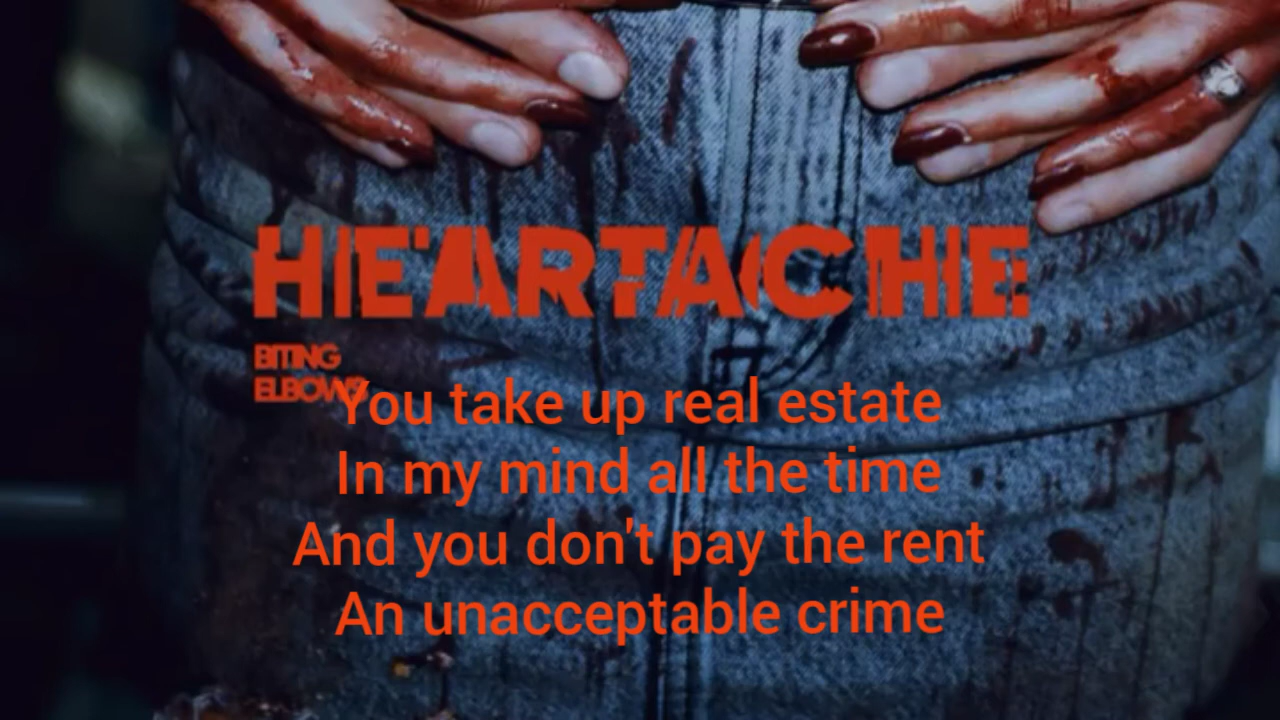 HEARTACHE
BITING
ELBOWS
You take up real estate
In my mind all the time
And you don't pay the rent
An unacceptable crime